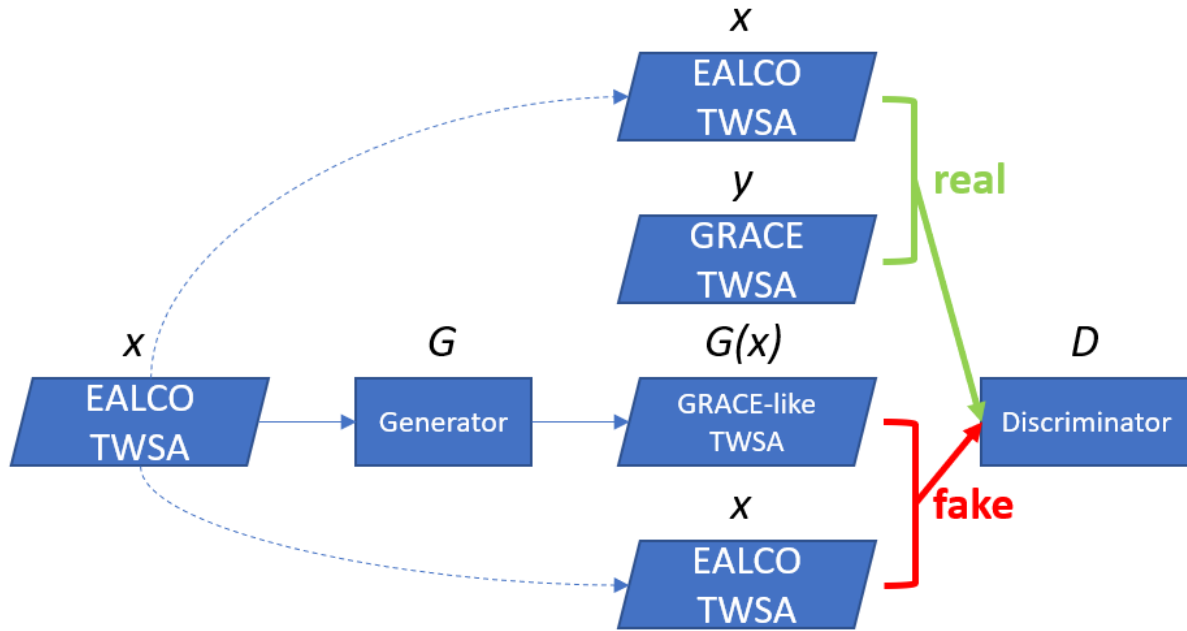 x
EALCO
TWSA
y
GRACE
TWSA
real
x
EALCO
TWSA
G
Generator
G(x)
GRACE-like
TWSA
D
Discriminator
fake
x
EALCO
TWSA